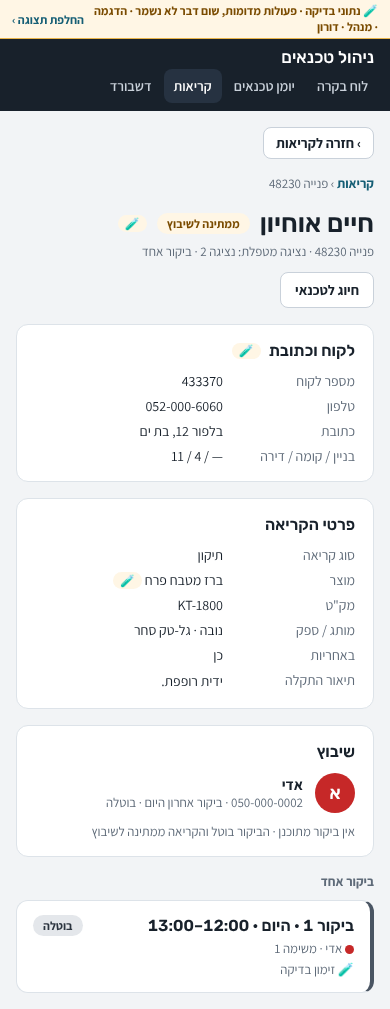 🧪 נתוני בדיקה · פעולות מדומות, שום דבר לא נשמר · הדגמה
· מנהל · דורון
החלפת תצוגה ›
ניהול טכנאים
לוח בקרה
יומן טכנאים
קריאות
דשבורד
› חזרה לקריאות
קריאות › פנייה 48230
חיים אוחיון ממתינה לשיבוץ 🧪
פנייה 48230 · נציגה מטפלת: נציגה 2 · ביקור אחד
חיוג לטכנאי
לקוח וכתובת 🧪
מספר לקוח 433370
טלפון 052-000-6060
כתובת בלפור 12, בת ים
בניין / קומה / דירה — / 4 / 11
פרטי הקריאה
סוג קריאה תיקון
מוצר ברז מטבח פרח 🧪
מק"ט KT-1800
מותג / ספק נובה · גל-טק סחר
באחריות כן
תיאור התקלה ידית רופפת.
שיבוץ
א
אדי
050-000-0002 · ביקור אחרון היום · בוטלה
אין ביקור מתוכנן · הביקור בוטל והקריאה ממתינה לשיבוץ
ביקור אחד
ביקור 1 · היום · 12:00–13:00 בוטלה
אדי · משימה 1
🧪 זימון בדיקה